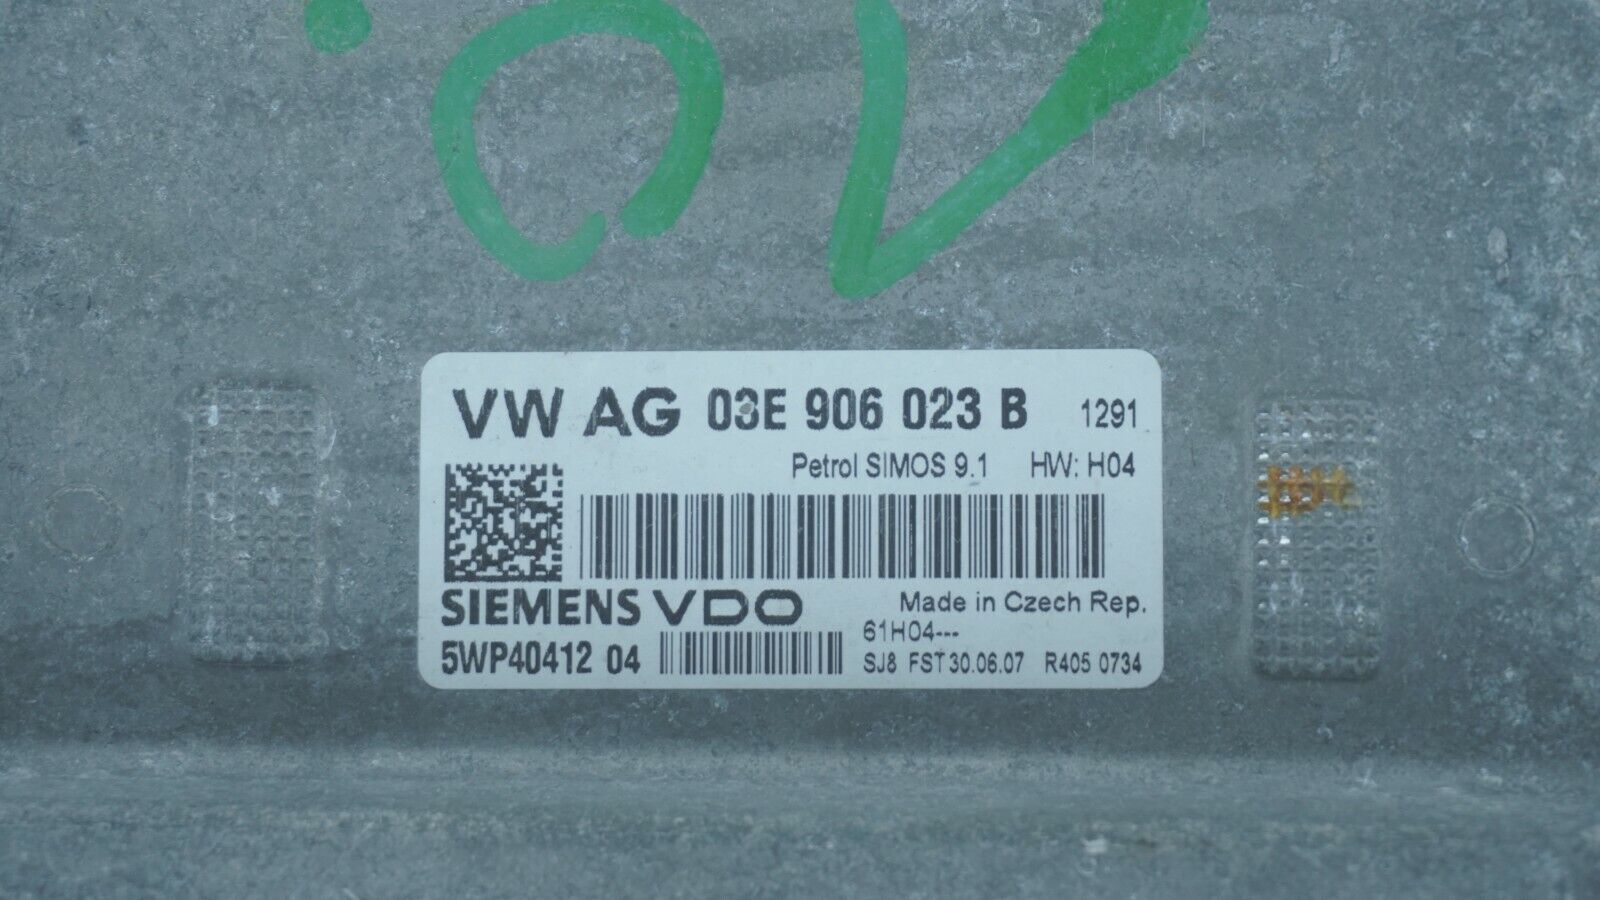 VW AG 03E 906 023 B 1291
Petrol SIMOS 9.1 HW: H04
SIEMENS VDO Made in Czech Rep.
61H04---
5WP40412 04 SJ8 FST 30.06.07 R405 0734